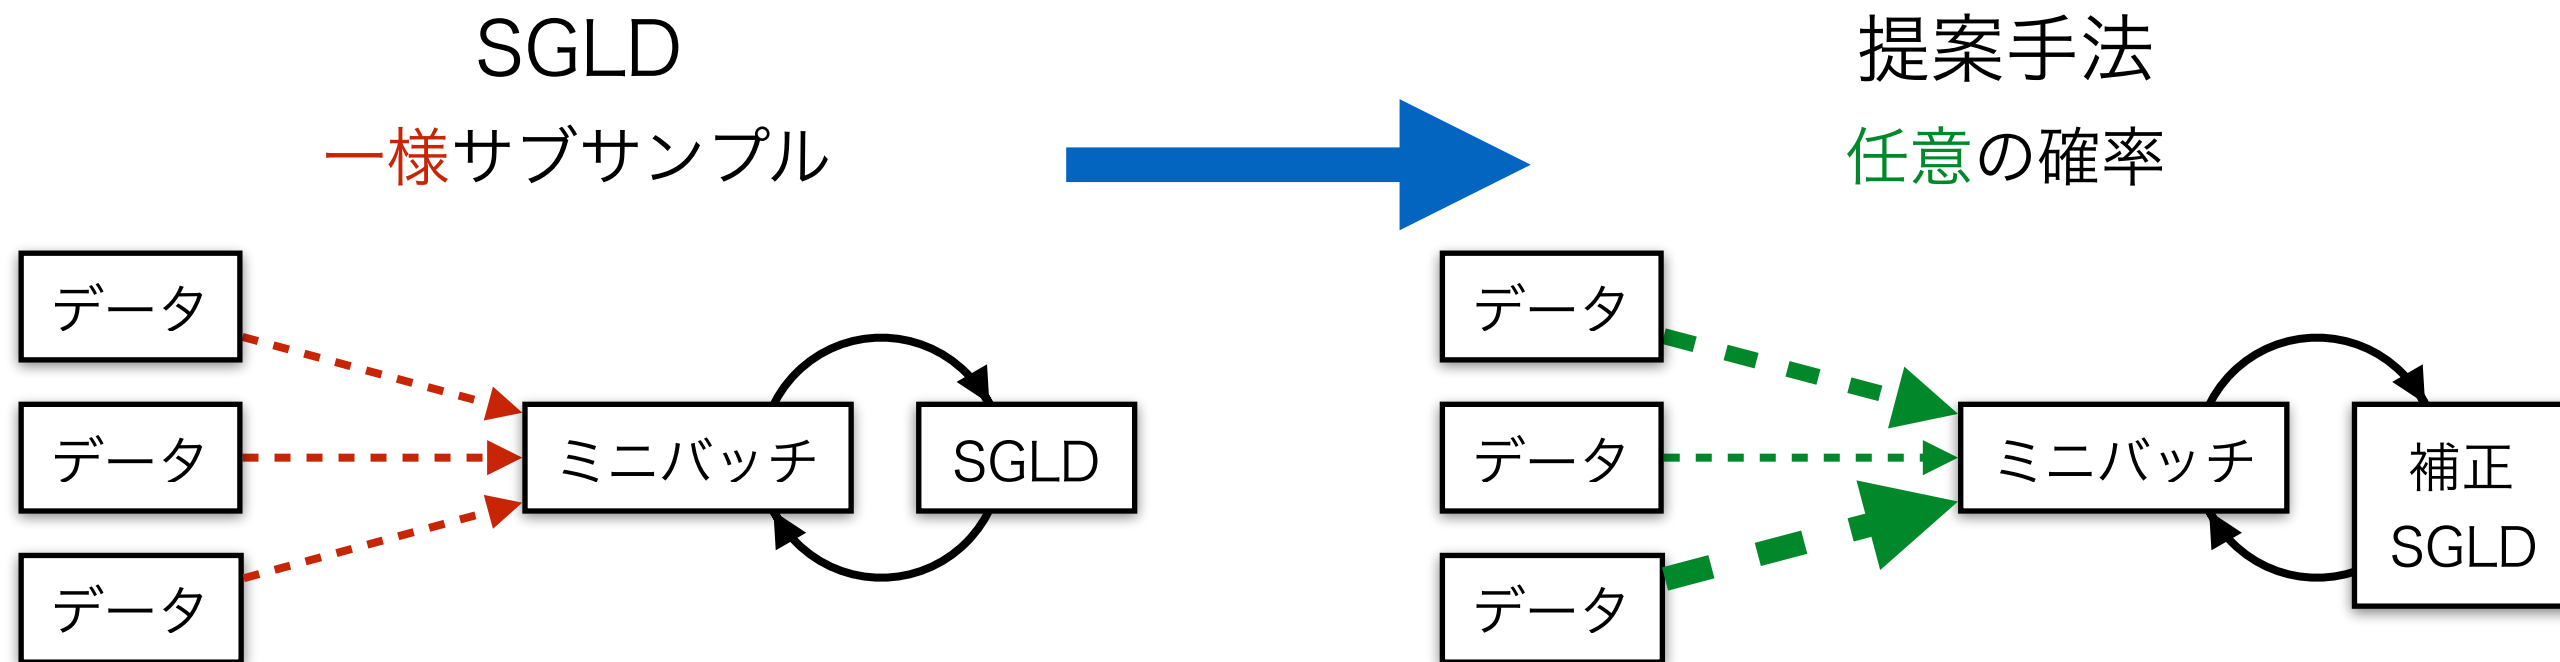 SGLD
一様サブサンプル
データ
データ
データ
ミニバッチ
SGLD
提案手法
任意の確率
データ
データ
データ
ミニバッチ
補正
SGLD